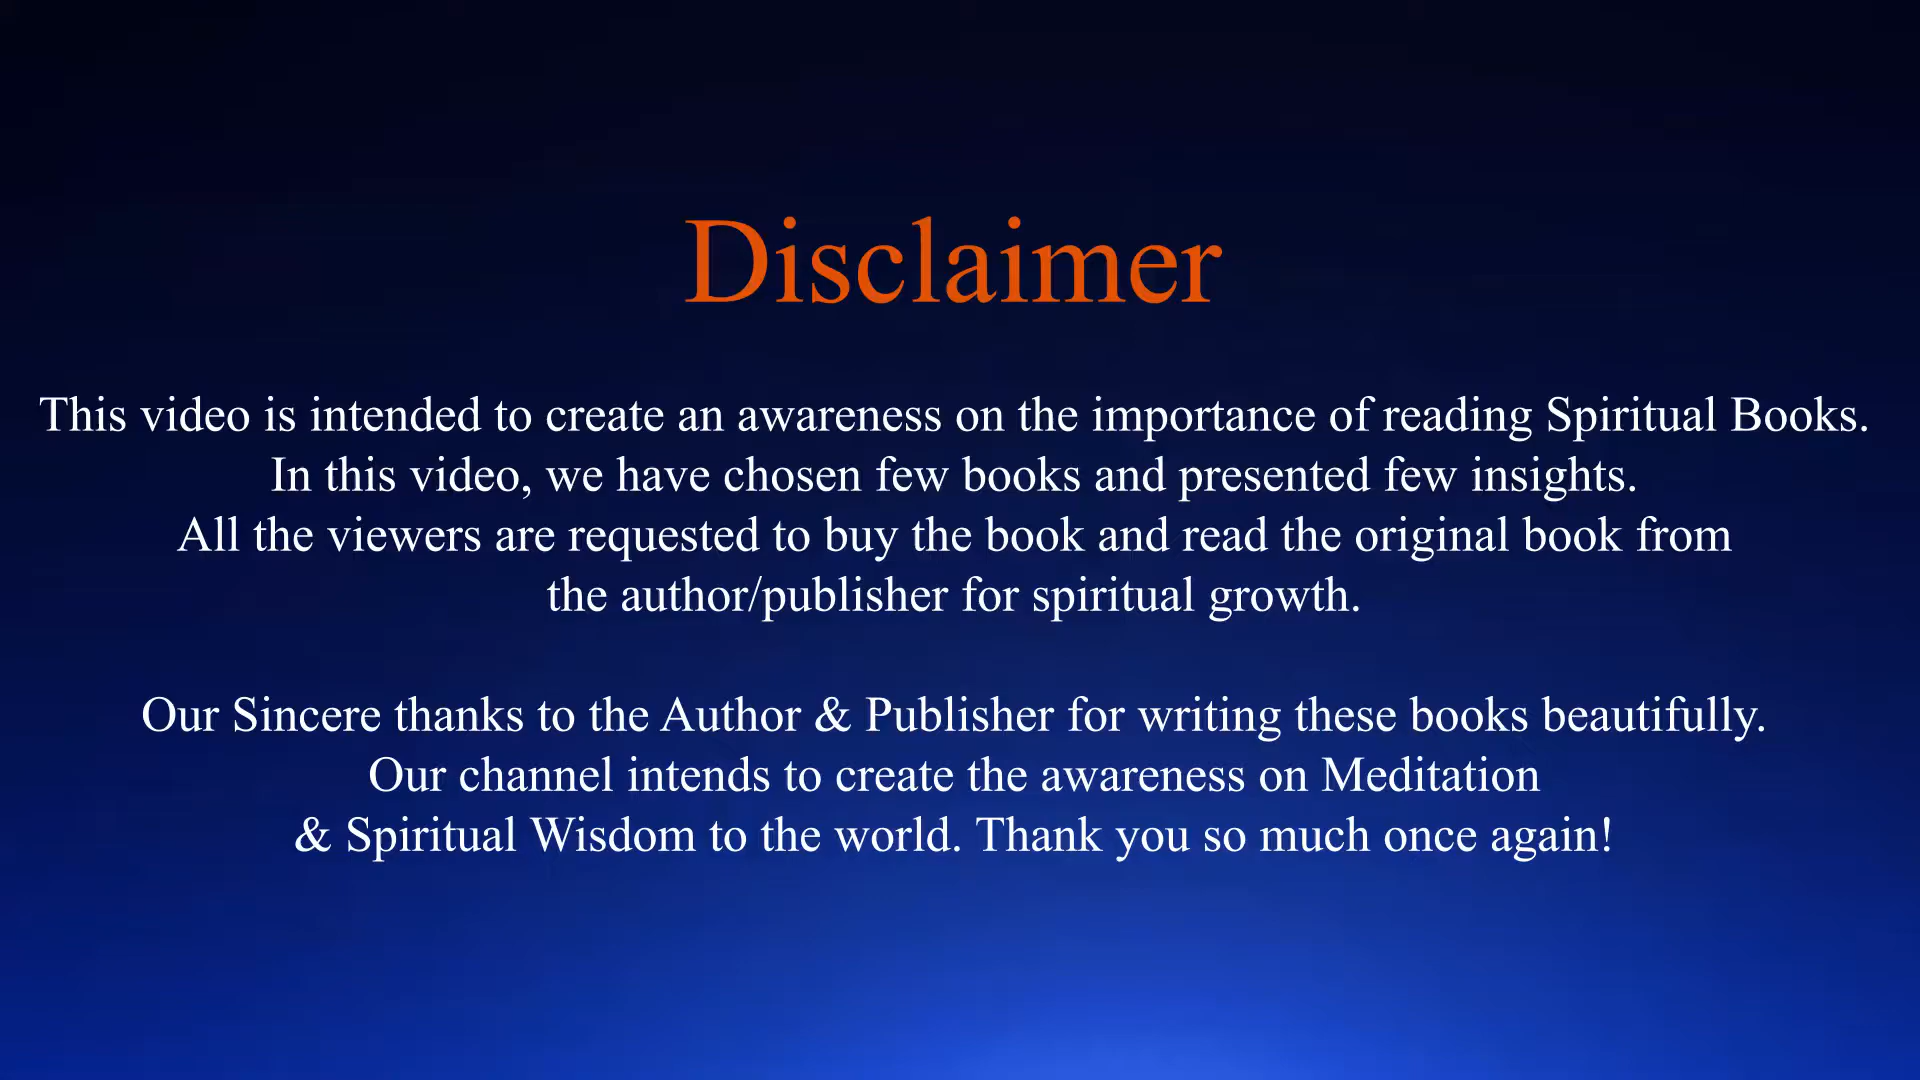 Disclaimer
This video is intended to create an awareness on the importance of reading Spiritual Books.
In this video, we have chosen few books and presented few insights.
All the viewers are requested to buy the book and read the original book from
the author/publisher for spiritual growth.
Our Sincere thanks to the Author & Publisher for writing these books beautifully.
Our channel intends to create the awareness on Meditation
& Spiritual Wisdom to the world. Thank you so much once again!